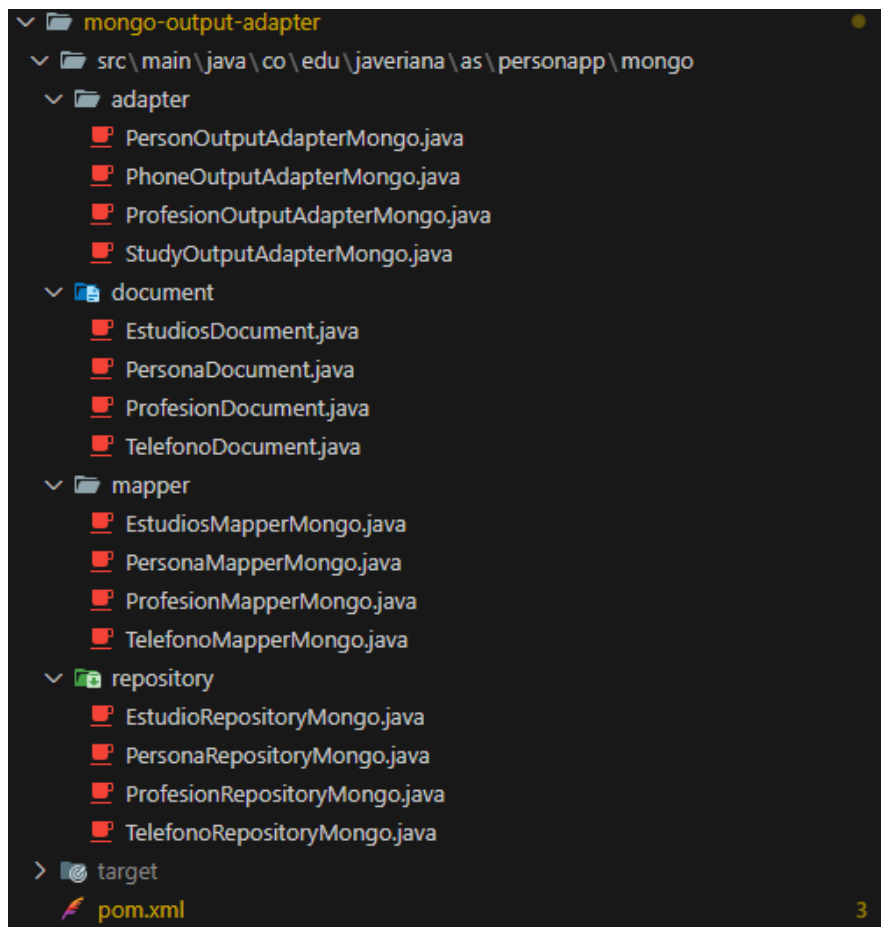 mongo-output-adapter
src\main\java\co\edu\javeriana\as\personapp\mongo
adapter
PersonOutputAdapterMongo.java
PhoneOutputAdapterMongo.java
ProfesionOutputAdapterMongo.java
StudyOutputAdapterMongo.java
document
EstudiosDocument.java
PersonaDocument.java
ProfesionDocument.java
TelefonoDocument.java
mapper
EstudiosMapperMongo.java
PersonaMapperMongo.java
ProfesionMapperMongo.java
TelefonoMapperMongo.java
repository
EstudioRepositoryMongo.java
PersonaRepositoryMongo.java
ProfesionRepositoryMongo.java
TelefonoRepositoryMongo.java
target
pom.xml 3